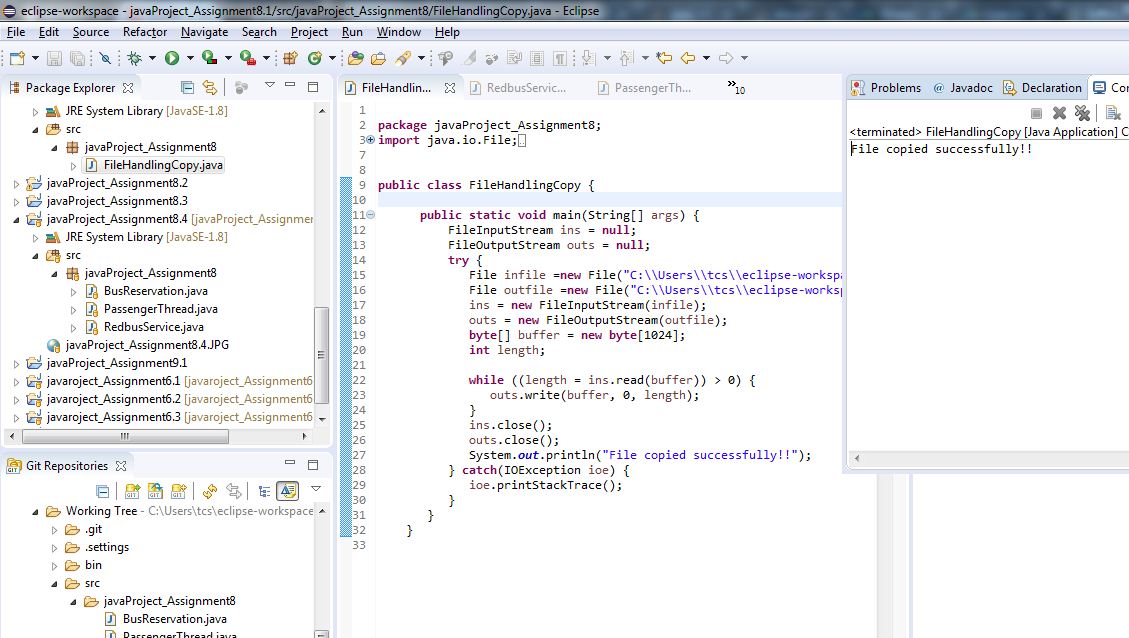 eclipse-workspace - javaProject_Assignment8.1/src/javaProject_Assignment8/FileHandlingCopy.java - Eclipse
File Edit Source Refactor Navigate Search Project Run Window Help
Package Explorer
JRE System Library [JavaSE-1.8]
src
javaProject_Assignment8
FileHandlingCopy.java
javaProject_Assignment8.2
javaProject_Assignment8.3
javaProject_Assignment8.4 [javaProject_Assignmer
JRE System Library [JavaSE-1.8]
src
javaProject_Assignment8
BusReservation.java
PassengerThread.java
RedbusService.java
javaProject_Assignment8.4.JPG
javaProject_Assignment9.1
javaroject_Assignment6.1 [javaroject_Assignment6
javaroject_Assignment6.2 [javaroject_Assignment6
javaroject_Assignment6.3 [javaroject_Assignment6
Git Repositories
Working Tree - C:\Users\tcs\eclipse-workspace
.git
.settings
bin
src
javaProject_Assignment8
BusReservation.java
PassengerThread.java
FileHandlin... RedbusServic... PassengerTh... »10
1
2 package javaProject_Assignment8;
3 import java.io.File;
7
8
9 public class FileHandlingCopy {
10
11 public static void main(String[] args) {
12 FileInputStream ins = null;
13 FileOutputStream outs = null;
14 try {
15 File infile =new File("C:\\Users\\tcs\\eclipse-workspa
16 File outfile =new File("C:\\Users\\tcs\\eclipse-worksp
17 ins = new FileInputStream(infile);
18 outs = new FileOutputStream(outfile);
19 byte[] buffer = new byte[1024];
20 int length;
21
22 while ((length = ins.read(buffer)) > 0) {
23 outs.write(buffer, 0, length);
24 }
25 ins.close();
26 outs.close();
27 System.out.println("File copied successfully!!");
28 } catch(IOException ioe) {
29 ioe.printStackTrace();
30 }
31 }
32 }
33
Problems @ Javadoc Declaration Con
<terminated> FileHandlingCopy [Java Application] C
File copied successfully!!